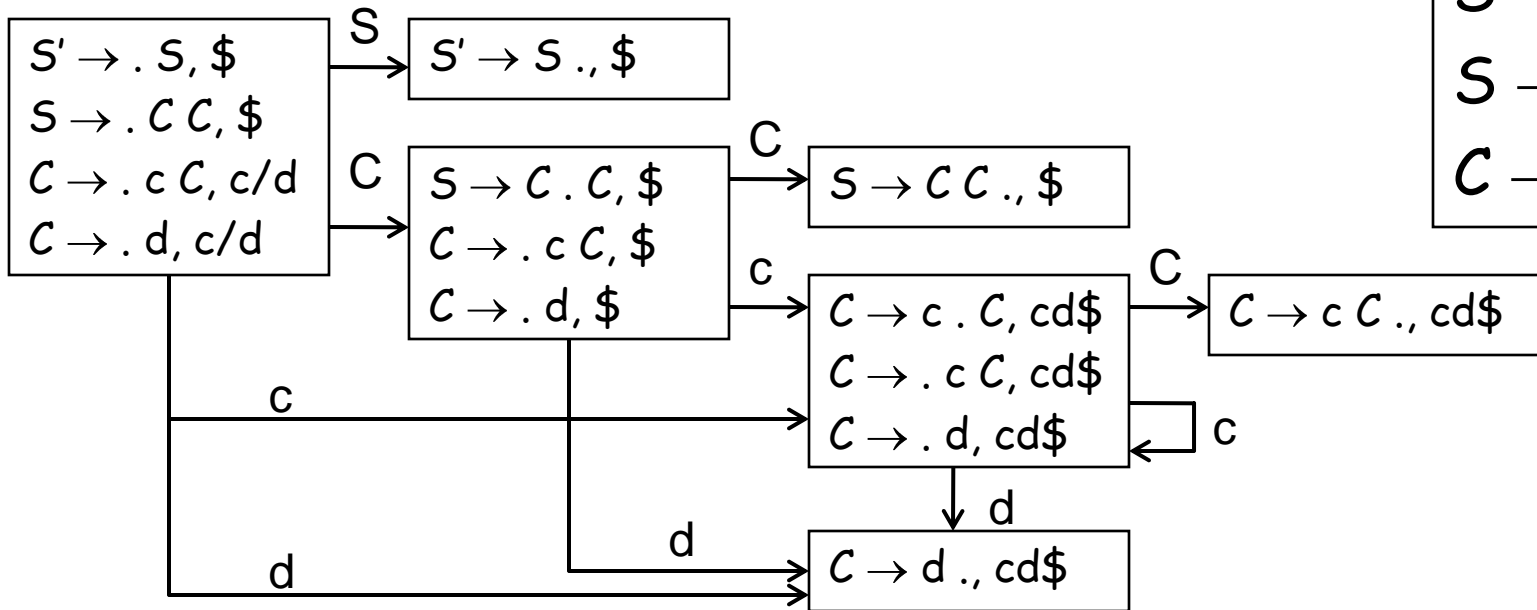 S' → . S, $
S → . C C, $
C → . c C, c/d
C → . d, c/d
S
S' → S ., $
C
S → C . C, $
C → . c C, $
C → . d, $
C
S → C C ., $
c
C → c . C, cd$
C → . c C, cd$
C → . d, cd$
C
C → c C ., cd$
c
c
d
d
d
C → d ., cd$
S →
C →